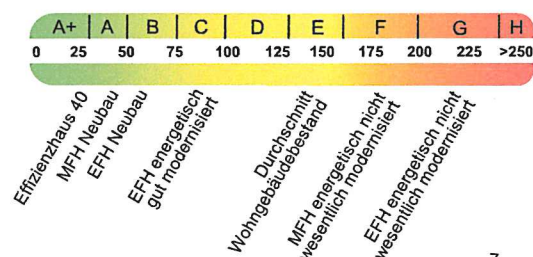 A+ A B C D E F G H
0 25 50 75 100 125 150 175 200 225 >250
Effizienzhaus 40
MFH Neubau
EFH Neubau
EFH energetisch
gut modernisiert
Durchschnitt
Wohngebäudebestand
MFH energetisch nicht
wesentlich modernisiert
EFH energetisch nicht
wesentlich modernisiert